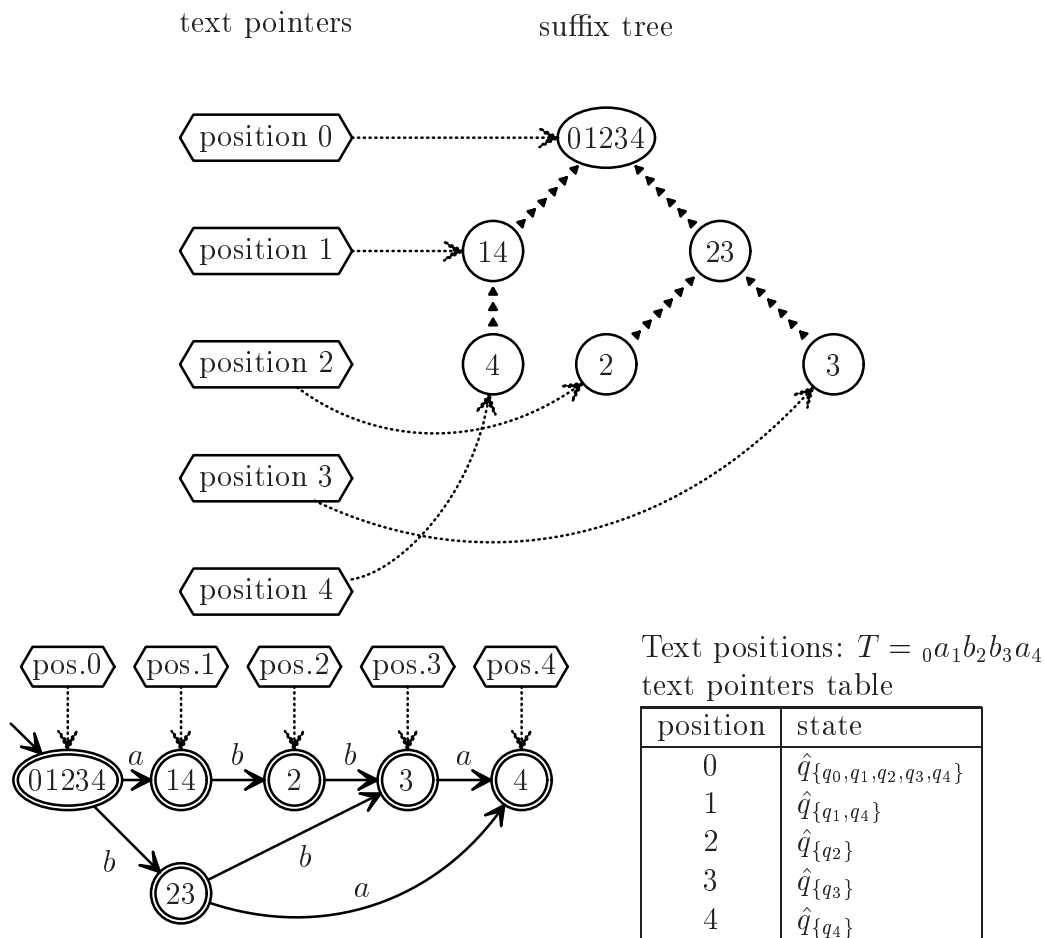 text pointers suffix tree
position 0 01234
position 1 14 23
position 2 4 2 3
position 3
position 4
pos.0 pos.1 pos.2 pos.3 pos.4
a b b a
01234 14 2 3 4
b b
a
23
Text positions: T = ₀a₁b₂b₃a₄
text pointers table
position state
0 q̂{q₀,q₁,q₂,q₃,q₄}
1 q̂{q₁,q₄}
2 q̂{q₂}
3 q̂{q₃}
4 q̂{q₄}